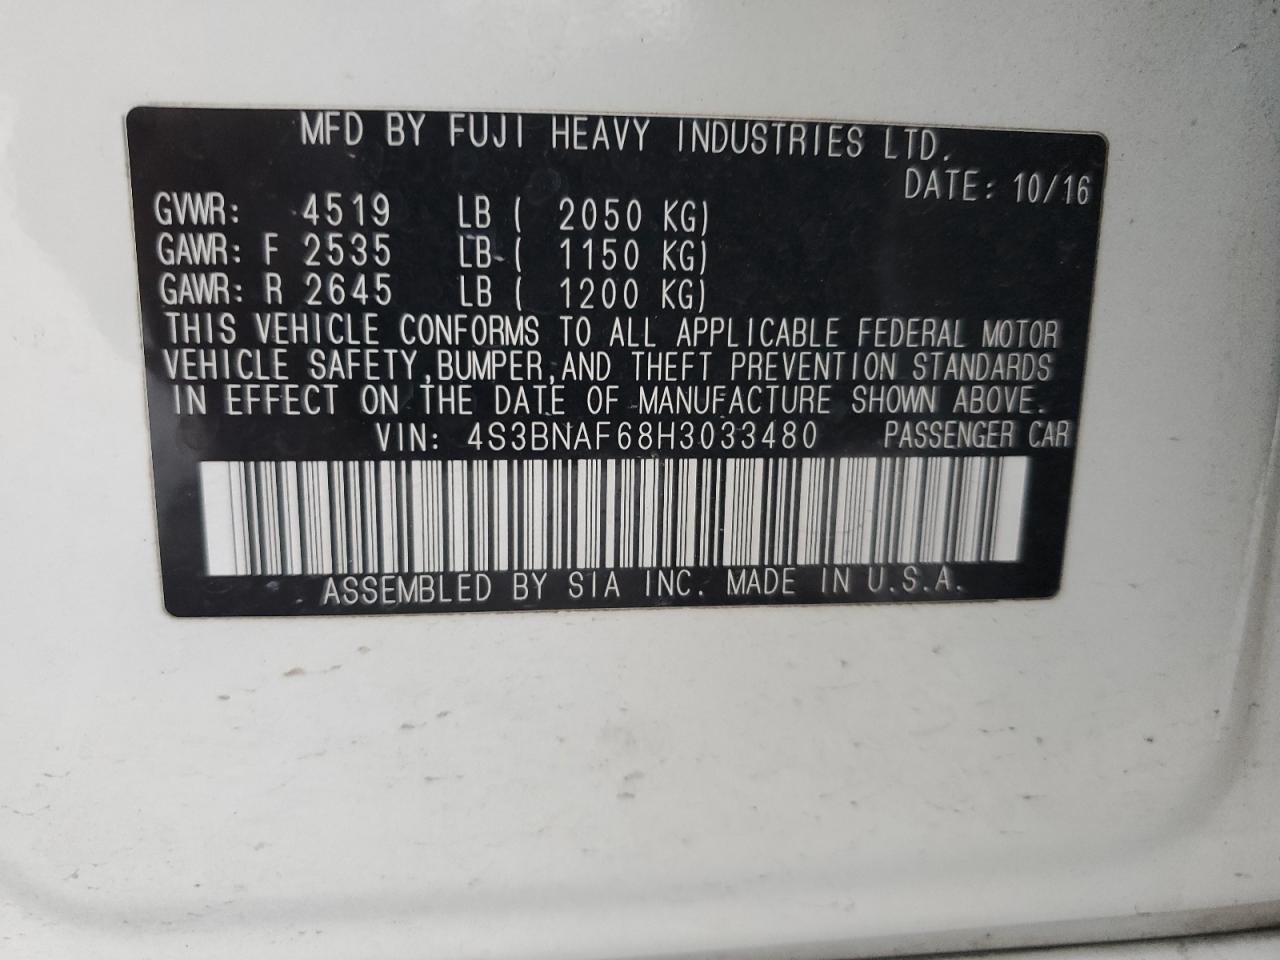 MFD BY FUJI HEAVY INDUSTRIES LTD.
DATE: 10/16
GVWR: 4519 LB ( 2050 KG)
GAWR: F 2535 LB ( 1150 KG)
GAWR: R 2645 LB ( 1200 KG)
THIS VEHICLE CONFORMS TO ALL APPLICABLE FEDERAL MOTOR
VEHICLE SAFETY,BUMPER,AND THEFT PREVENTION STANDARDS
IN EFFECT ON THE DATE OF MANUFACTURE SHOWN ABOVE.
VIN: 4S3BNAF68H3033480 PASSENGER CAR
ASSEMBLED BY SIA INC. MADE IN U.S.A.